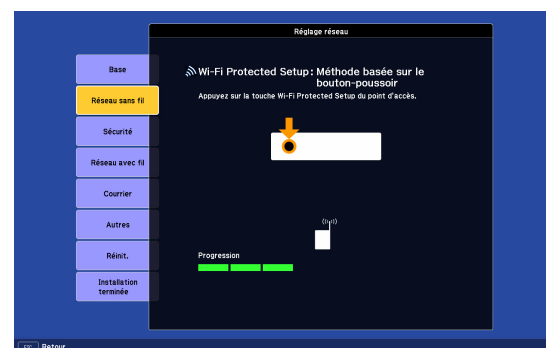 Réglage réseau
Base
Réseau sans fil
Sécurité
Réseau avec fil
Courrier
Autres
Réinit.
Installation
terminée
Wi-Fi Protected Setup: Méthode basée sur le
bouton-poussoir
Appuyez sur la touche Wi-Fi Protected Setup du point d'accès.
Progression
ESC Retour